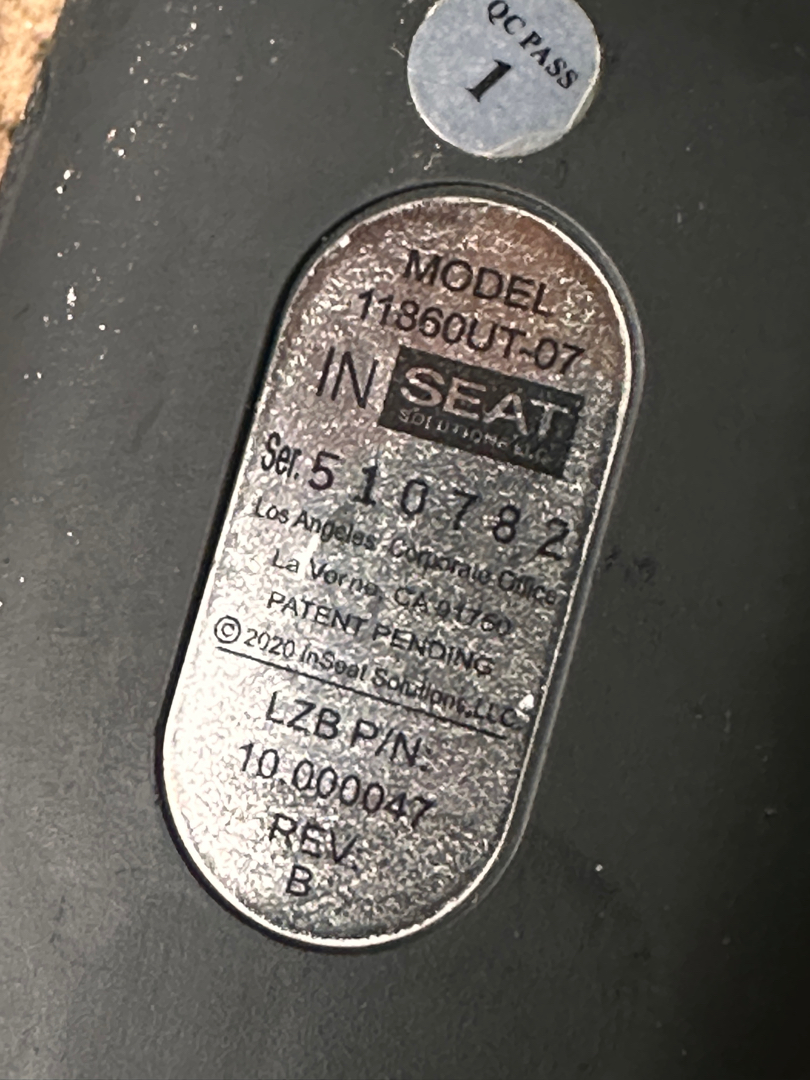 QC PASS
1
MODEL
11860UT-07
IN SEAT
SOLUTIONS LLC
Ser. 510782
Los Angeles Corporate Office
La Verne, CA 91750
PATENT PENDING
© 2020 InSeat Solutions, LLC.
LZB P/N:
10.000047
REV.
B